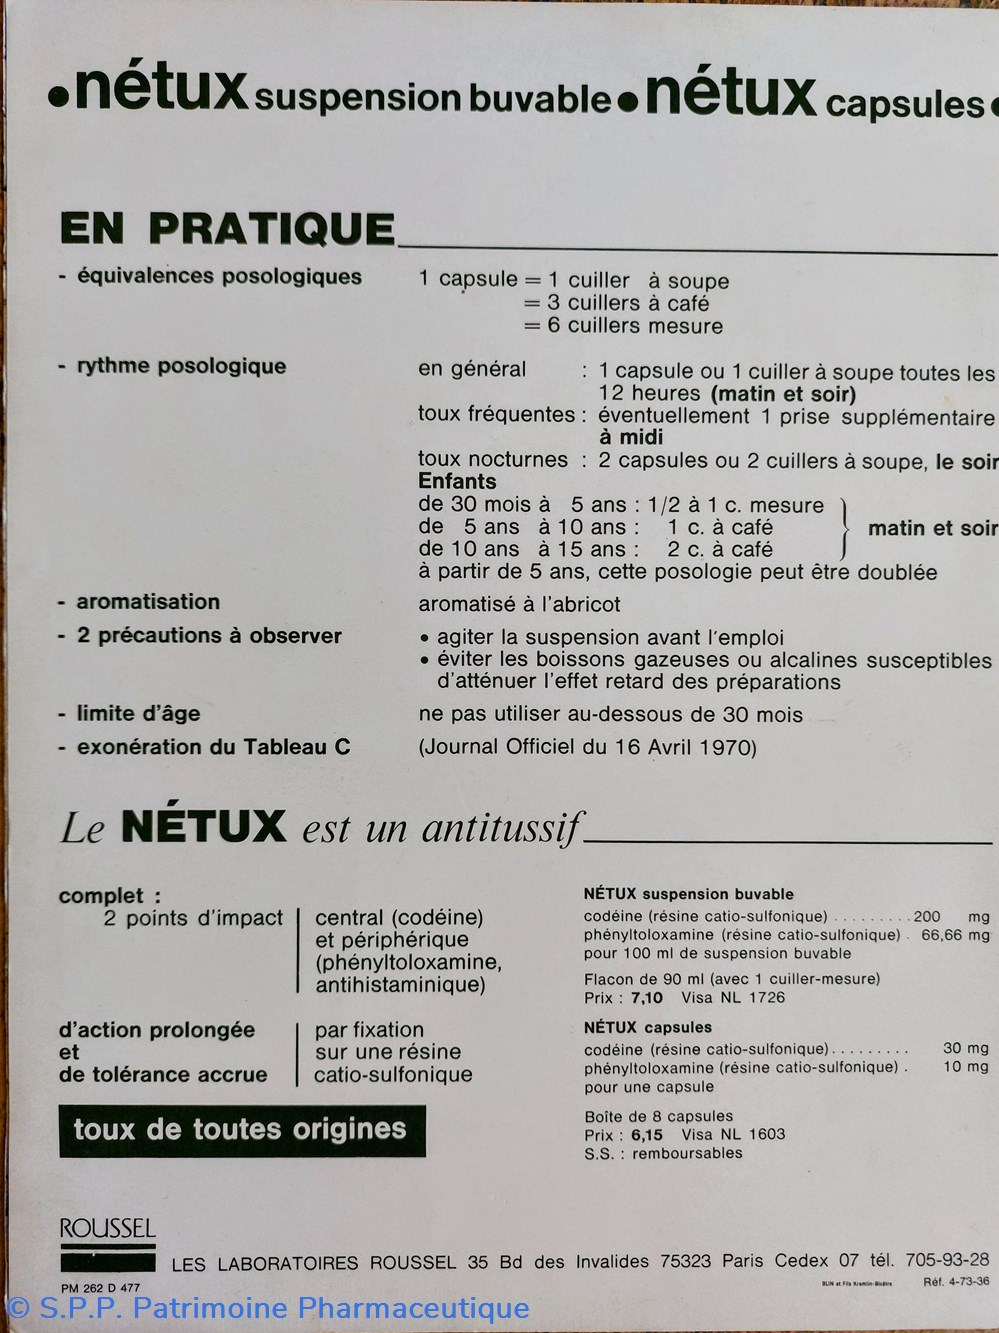 •nétux suspension buvable • nétux capsules •
EN PRATIQUE
- équivalences posologiques 1 capsule = 1 cuiller à soupe
= 3 cuillers à café
= 6 cuillers mesure
- rythme posologique en général : 1 capsule ou 1 cuiller à soupe toutes les
12 heures (matin et soir)
toux fréquentes : éventuellement 1 prise supplémentaire
à midi
toux nocturnes : 2 capsules ou 2 cuillers à soupe, le soir
Enfants
de 30 mois à 5 ans : 1/2 à 1 c. mesure
de 5 ans à 10 ans : 1 c. à café } matin et soir
de 10 ans à 15 ans : 2 c. à café
à partir de 5 ans, cette posologie peut être doublée
- aromatisation aromatisé à l'abricot
- 2 précautions à observer • agiter la suspension avant l'emploi
• éviter les boissons gazeuses ou alcalines susceptibles
d'atténuer l'effet retard des préparations
- limite d'âge ne pas utiliser au-dessous de 30 mois
- exonération du Tableau C (Journal Officiel du 16 Avril 1970)
Le NÉTUX est un antitussif
complet :
2 points d'impact central (codéine)
et périphérique
(phényltoloxamine,
antihistaminique)
d'action prolongée par fixation
et sur une résine
de tolérance accrue catio-sulfonique
toux de toutes origines
NÉTUX suspension buvable
codéine (résine catio-sulfonique) ......... 200 mg
phényltoloxamine (résine catio-sulfonique) . 66,66 mg
pour 100 ml de suspension buvable
Flacon de 90 ml (avec 1 cuiller-mesure)
Prix : 7,10 Visa NL 1726
NÉTUX capsules
codéine (résine catio-sulfonique)......... 30 mg
phényltoloxamine (résine catio-sulfonique) . 10 mg
pour une capsule
Boîte de 8 capsules
Prix : 6,15 Visa NL 1603
S.S. : remboursables
ROUSSEL
LES LABORATOIRES ROUSSEL 35 Bd des Invalides 75323 Paris Cedex 07 tél. 705-93-28
PM 262 D 477 BLIN et Fils Kremlin-Bicêtre Réf. 4-73-36
© S.P.P. Patrimoine Pharmaceutique